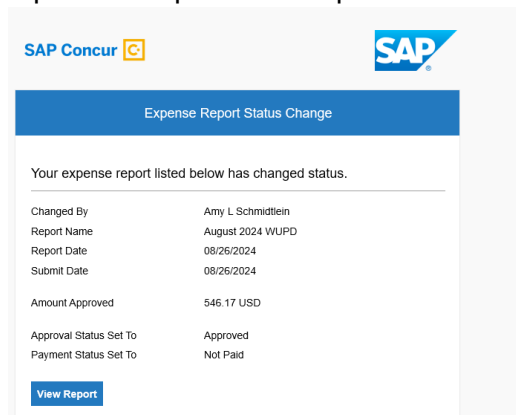 SAP Concur C
SAP
Expense Report Status Change
Your expense report listed below has changed status.
Changed By Amy L Schmidtlein
Report Name August 2024 WUPD
Report Date 08/26/2024
Submit Date 08/26/2024
Amount Approved 546.17 USD
Approval Status Set To Approved
Payment Status Set To Not Paid
View Report